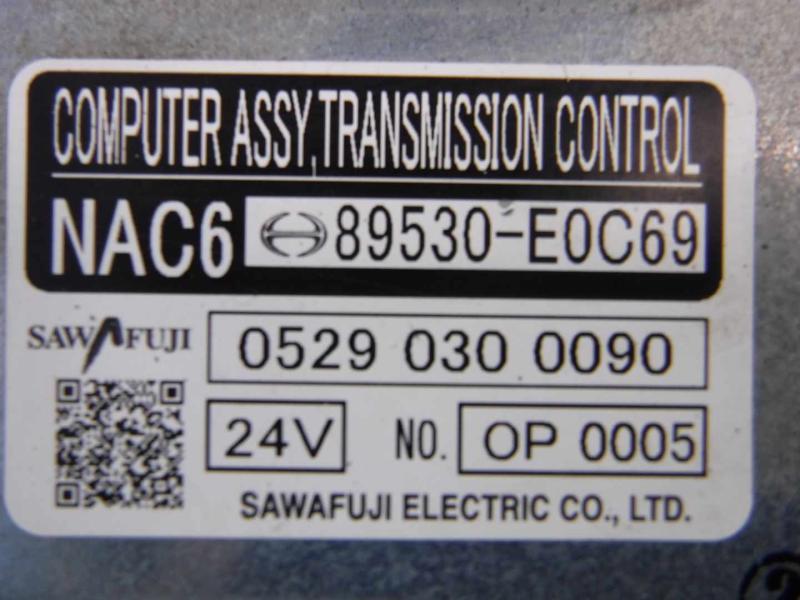 COMPUTER ASSY,TRANSMISSION CONTROL
NAC6 89530-E0C69
SAWAFUJI 0529 030 0090
24V NO. OP 0005
SAWAFUJI ELECTRIC CO., LTD.
2